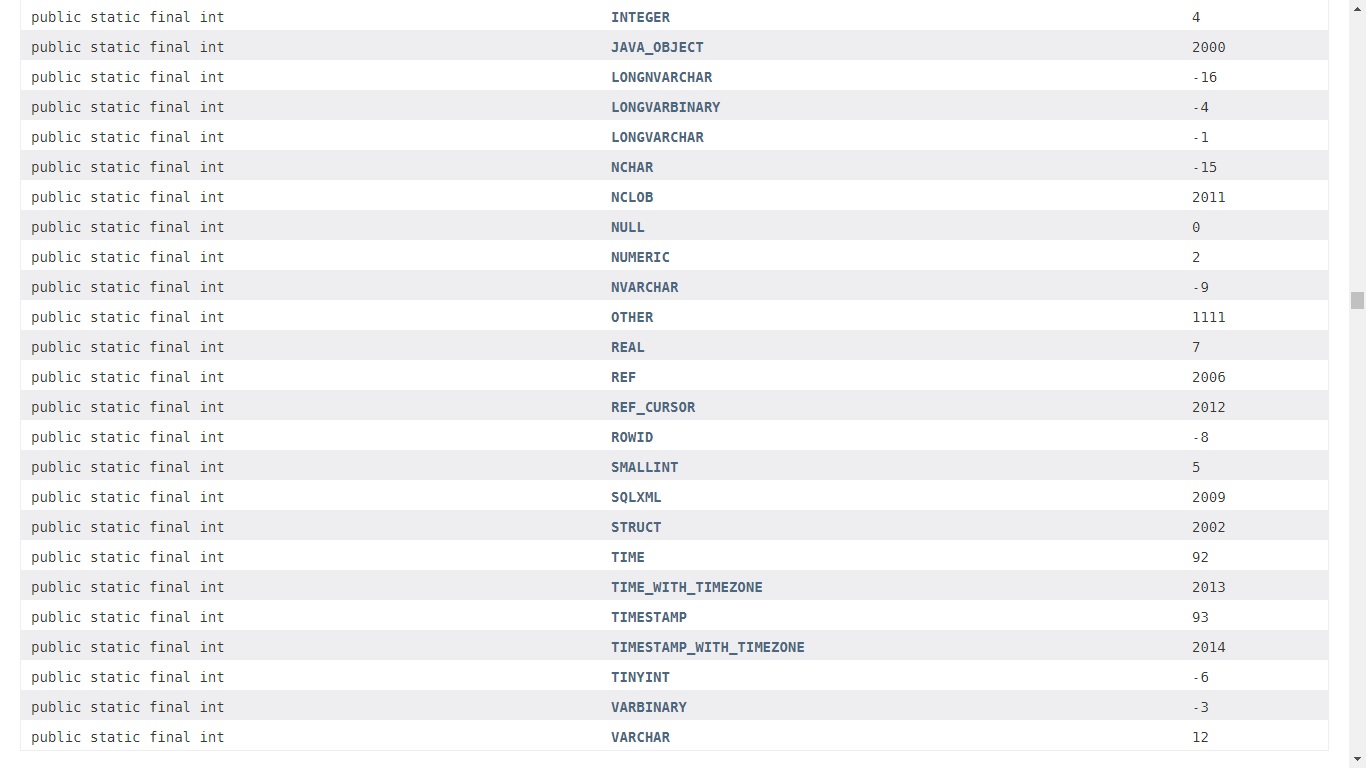 public static final int INTEGER 4
public static final int JAVA_OBJECT 2000
public static final int LONGNVARCHAR -16
public static final int LONGVARBINARY -4
public static final int LONGVARCHAR -1
public static final int NCHAR -15
public static final int NCLOB 2011
public static final int NULL 0
public static final int NUMERIC 2
public static final int NVARCHAR -9
public static final int OTHER 1111
public static final int REAL 7
public static final int REF 2006
public static final int REF_CURSOR 2012
public static final int ROWID -8
public static final int SMALLINT 5
public static final int SQLXML 2009
public static final int STRUCT 2002
public static final int TIME 92
public static final int TIME_WITH_TIMEZONE 2013
public static final int TIMESTAMP 93
public static final int TIMESTAMP_WITH_TIMEZONE 2014
public static final int TINYINT -6
public static final int VARBINARY -3
public static final int VARCHAR 12